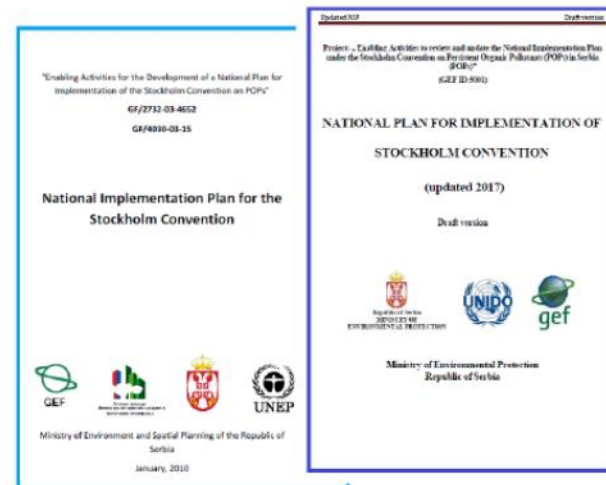 "Enabling Activities for the Development of a National Plan for
Implementation of the Stockholm Convention on POPs"
GF/2732-03-4652
GF/4030-03-15
National Implementation Plan for the
Stockholm Convention
GEF
UNEP
Ministry of Environment and Spatial Planning of the Republic of
Serbia
January, 2010
Updated NIP
Draft version
Project: „ Enabling Activities to review and update the National Implementation Plan
under the Stockholm Convention on Persistent Organic Pollutants (POPs) in Serbia
(POPs)"
(GEF ID:5001)
NATIONAL PLAN FOR IMPLEMENTATION OF
STOCKHOLM CONVENTION
(updated 2017)
Draft version
Republic of Serbia
MINISTRY OF
ENVIRONMENTAL PROTECTION
UNIDO
gef
Ministry of Environmental Protection
Republic of Serbia